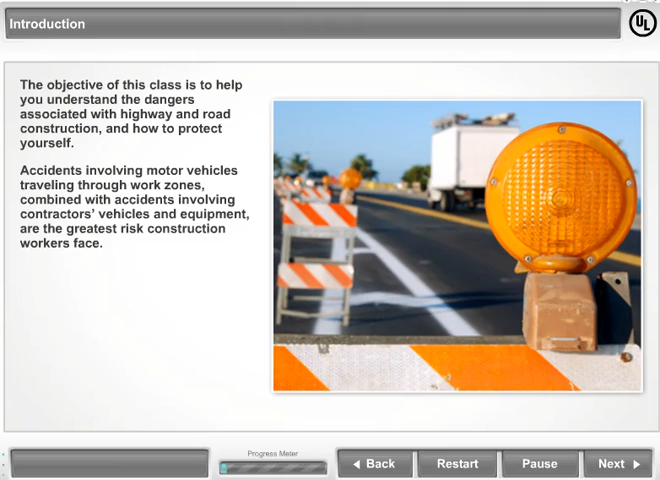 Introduction
UL
The objective of this class is to help
you understand the dangers
associated with highway and road
construction, and how to protect
yourself.
Accidents involving motor vehicles
traveling through work zones,
combined with accidents involving
contractors' vehicles and equipment,
are the greatest risk construction
workers face.
Progress Meter
Back
Restart
Pause
Next